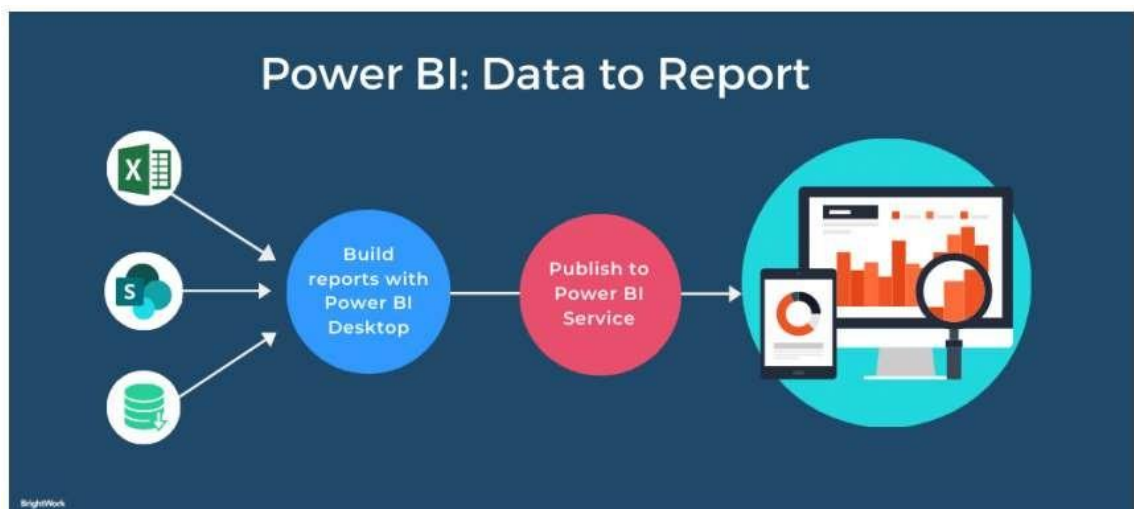 Power BI: Data to Report
X
S
Build
reports with
Power BI
Desktop
Publish to
Power BI
Service
BrightWork